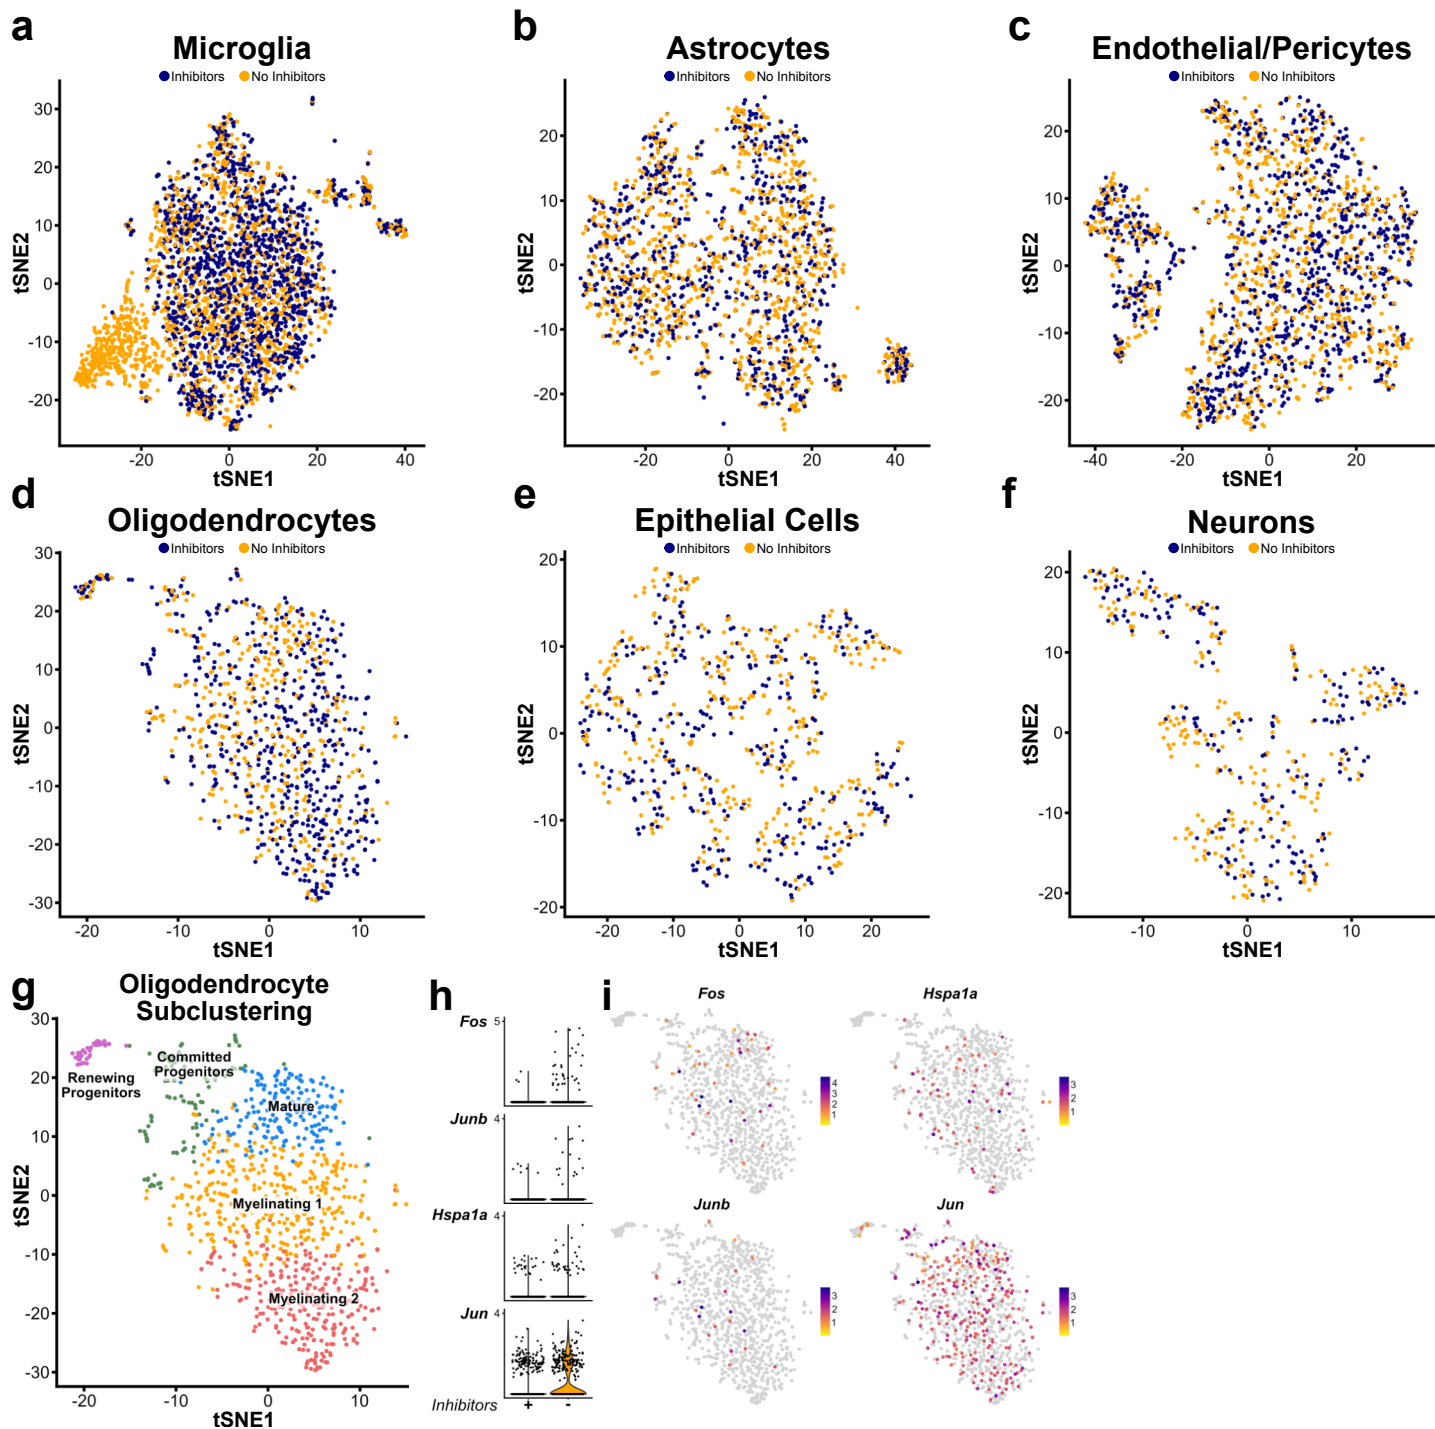 a
Microglia
Inhibitors No Inhibitors
30
20
10
0
-10
-20
-20 0 20 40
tSNE2
tSNE1
b
Astrocytes
Inhibitors No Inhibitors
20
10
0
-10
-20
-20 0 20 40
tSNE2
tSNE1
c
Endothelial/Pericytes
Inhibitors No Inhibitors
20
10
0
-10
-20
-40 -20 0 20
tSNE2
tSNE1
d
Oligodendrocytes
Inhibitors No Inhibitors
30
20
10
0
-10
-20
-30
-20 -10 0 10
tSNE2
tSNE1
e
Epithelial Cells
Inhibitors No Inhibitors
20
10
0
-10
-20
-20 -10 0 10 20
tSNE2
tSNE1
f
Neurons
Inhibitors No Inhibitors
20
10
0
-10
-20
-10 0 10
tSNE2
tSNE1
g
Oligodendrocyte
Subclustering
30
20
10
0
-10
-20
-30
-20 -10 0 10
tSNE2
tSNE1
Renewing
Progenitors
Committed
Progenitors
Mature
Myelinating 1
Myelinating 2
h
Fos 5
Junb 4
Hspa1a 4
Jun 4
Inhibitors + -
i
Fos
4
3
2
1
Hspa1a
3
2
1
Junb
3
2
1
Jun
3
2
1